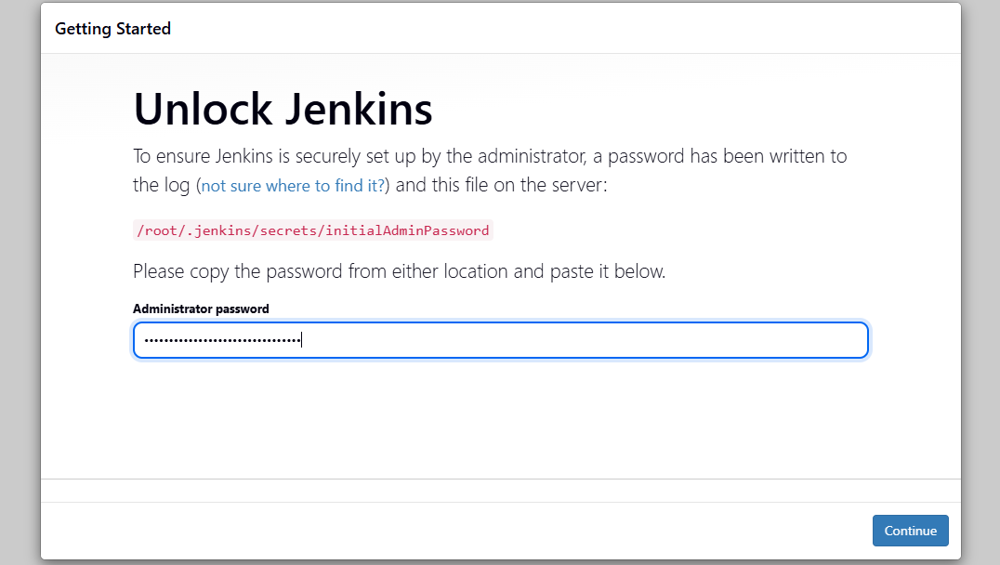 Getting Started
Unlock Jenkins
To ensure Jenkins is securely set up by the administrator, a password has been written to
the log (not sure where to find it?) and this file on the server:
/root/.jenkins/secrets/initialAdminPassword
Please copy the password from either location and paste it below.
Administrator password
Continue